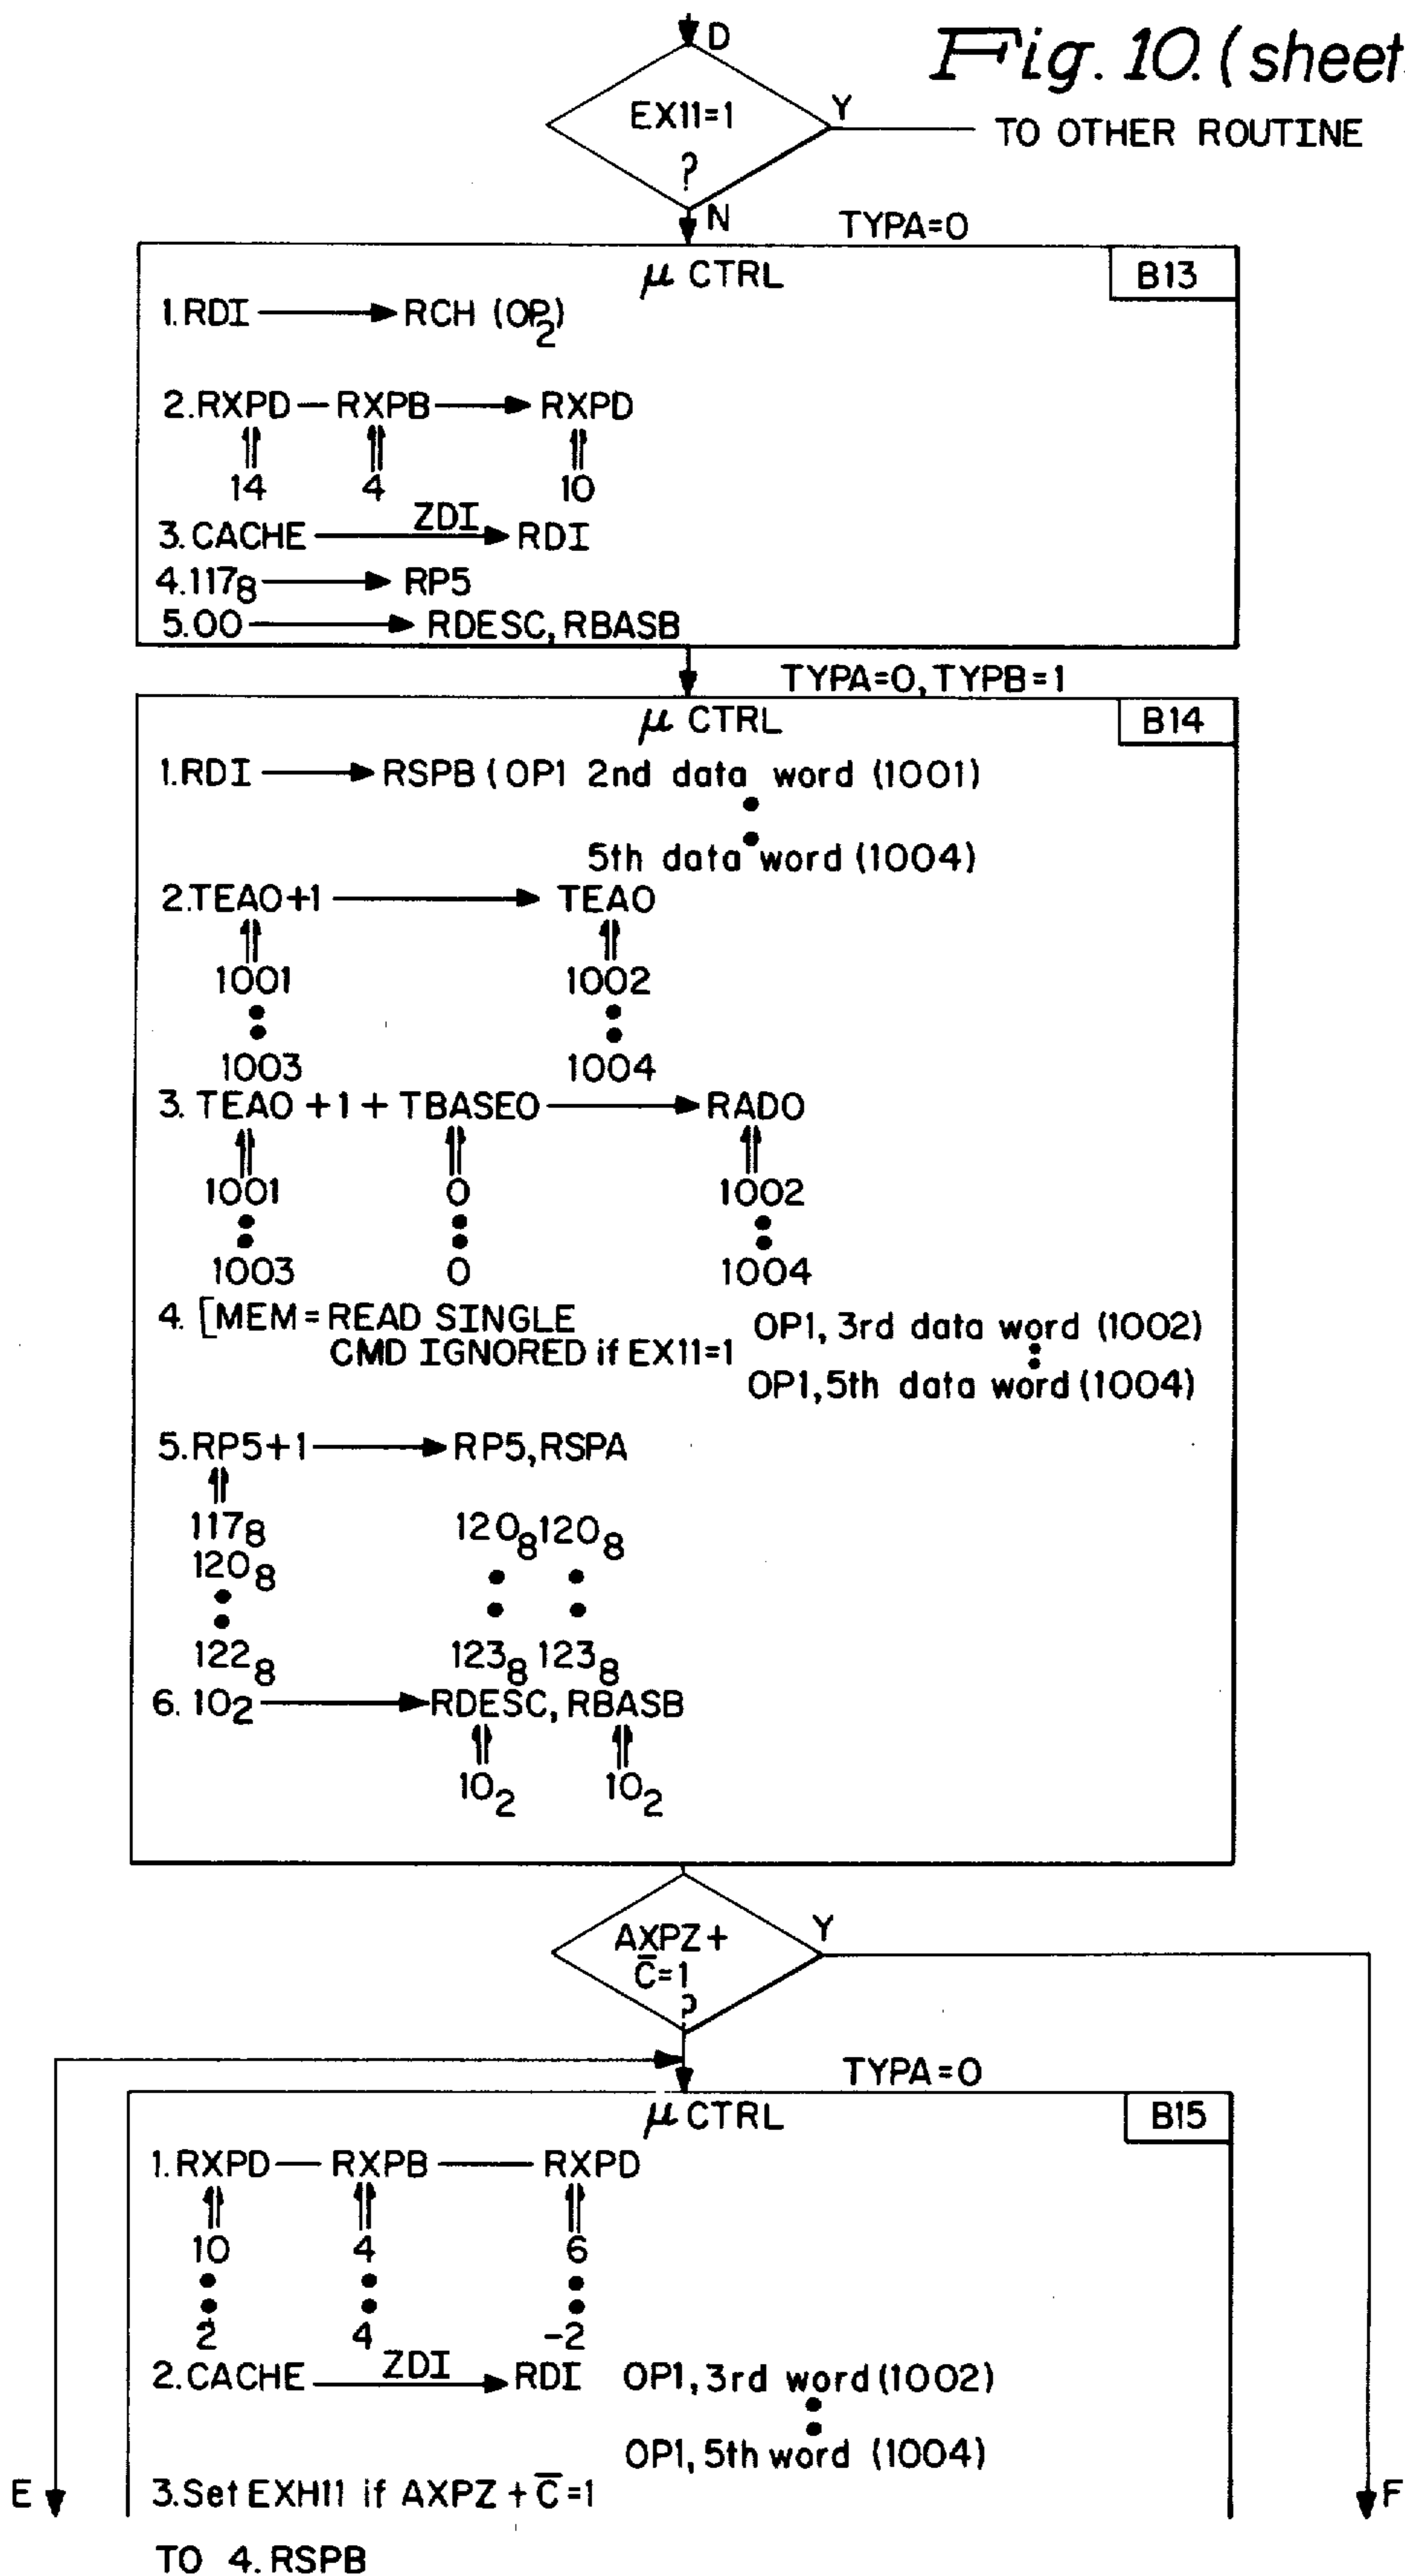 D
Fig. 10. (sheet
EX11=1
?
Y
TO OTHER ROUTINE
N
TYPA=0
μ CTRL
B13
1. RDI → RCH (OP₂)
2. RXPD — RXPB → RXPD
14 4 10
3. CACHE ZDI → RDI
4. 117₈ → RP5
5. 00 → RDESC, RBASB
TYPA=0, TYPB=1
μ CTRL
B14
1. RDI → RSPB (OP1 2nd data word (1001)
5th data word (1004)
2. TEA0+1 → TEA0
1001 1002
1003 1004
3. TEA0 +1 + TBASE0 → RADO
1001 0 1002
1003 0 1004
4. [MEM = READ SINGLE
CMD IGNORED if EX11=1
OP1, 3rd data word (1002)
OP1, 5th data word (1004)
5. RP5+1 → RP5, RSPA
117₈ 120₈ 120₈
120₈
122₈ 123₈ 123₈
6. 10₂ → RDESC, RBASB
10₂ 10₂
AXPZ+
C̅=1
?
Y
TYPA=0
μ CTRL
B15
1. RXPD — RXPB — RXPD
10 4 6
2 4 -2
2. CACHE ZDI → RDI OP1, 3rd word (1002)
OP1, 5th word (1004)
3. Set EXH11 if AXPZ + C̅=1
E
F
TO 4. RSPB